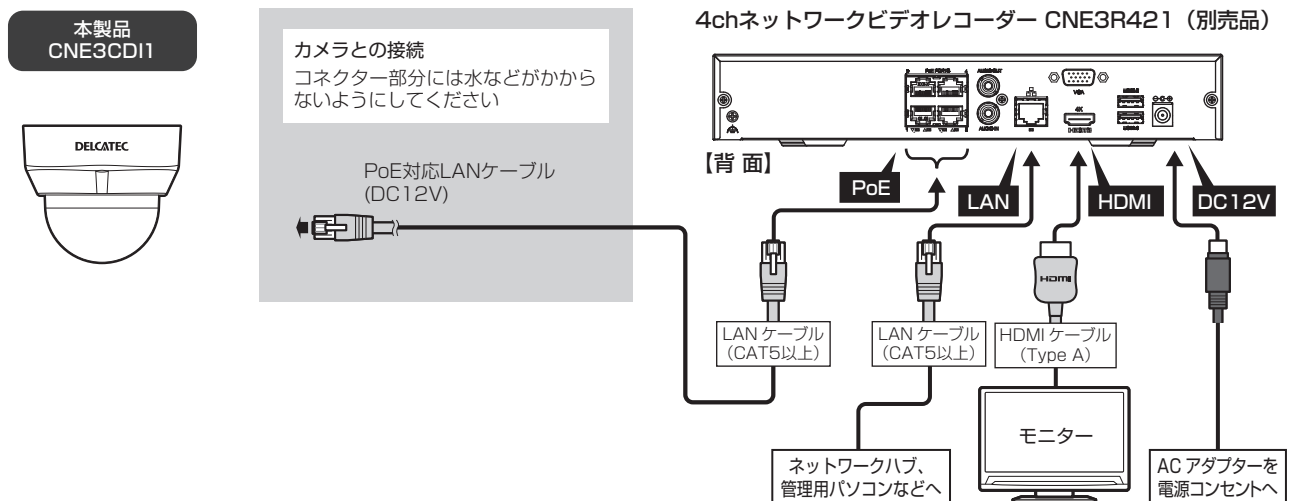 本製品
CNE3CDI1
DELCATEC
カメラとの接続
コネクター部分には水などがかから
ないようにしてください
PoE対応LANケーブル
(DC12V)
4chネットワークビデオレコーダー CNE3R421（別売品）
AUDIO OUT
AUDIO IN
VGA
4K
【背 面】
PoE
LAN
HDMI
DC12V
HDMI
LAN ケーブル
（CAT5以上）
LAN ケーブル
（CAT5以上）
HDMI ケーブル
（Type A）
モニター
ネットワークハブ、
管理用パソコンなどへ
AC アダプターを
電源コンセントへ